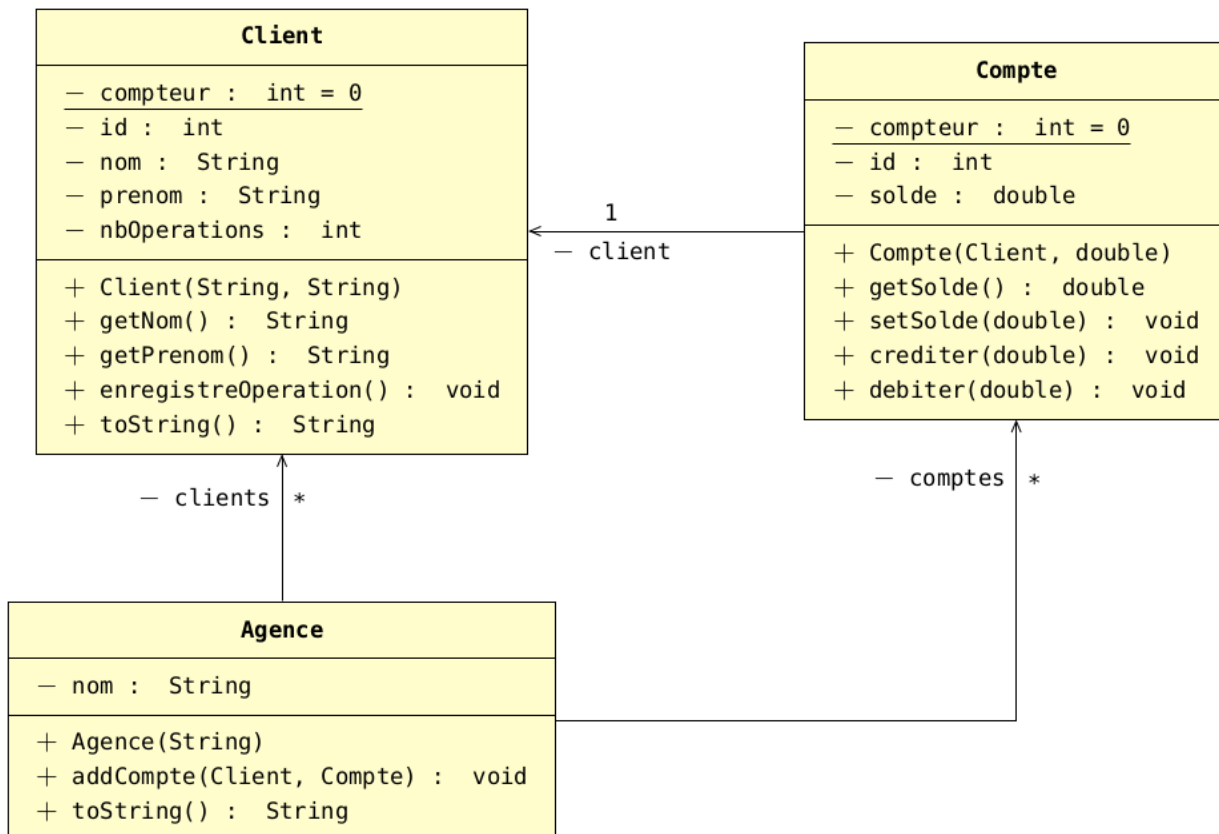 Client
— compteur : int = 0
— id : int
— nom : String
— prenom : String
— nbOperations : int
+ Client(String, String)
+ getNom() : String
+ getPrenom() : String
+ enregistreOperation() : void
+ toString() : String
Compte
— compteur : int = 0
— id : int
— solde : double
+ Compte(Client, double)
+ getSolde() : double
+ setSolde(double) : void
+ crediter(double) : void
+ debiter(double) : void
1
— client
— clients *
— comptes *
Agence
— nom : String
+ Agence(String)
+ addCompte(Client, Compte) : void
+ toString() : String